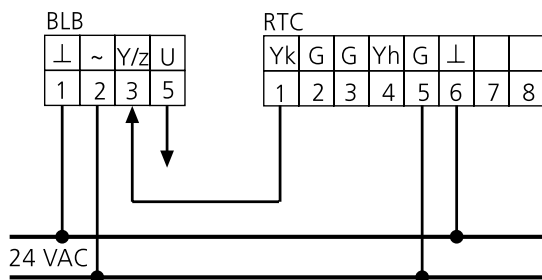 BLB RTC
⊥ ~ Y/z U Yk G G Yh G ⊥
1 2 3 5 1 2 3 4 5 6 7 8
24 VAC